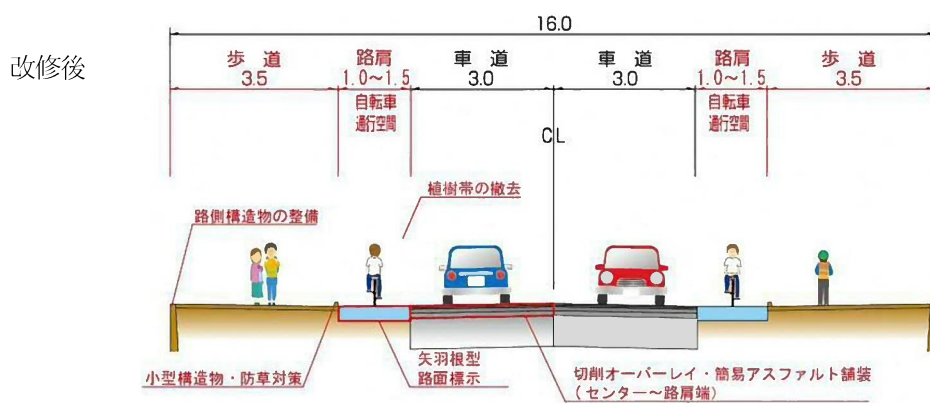 改修後
16.0
歩 道
3.5
路肩
1.0〜1.5
車 道
3.0
車 道
3.0
路肩
1.0〜1.5
歩 道
3.5
自転車
通行空間
自転車
通行空間
CL
植樹帯の撤去
路側構造物の整備
小型構造物・防草対策
矢羽根型
路面標示
切削オーバーレイ・簡易アスファルト舗装
(センター〜路肩端)